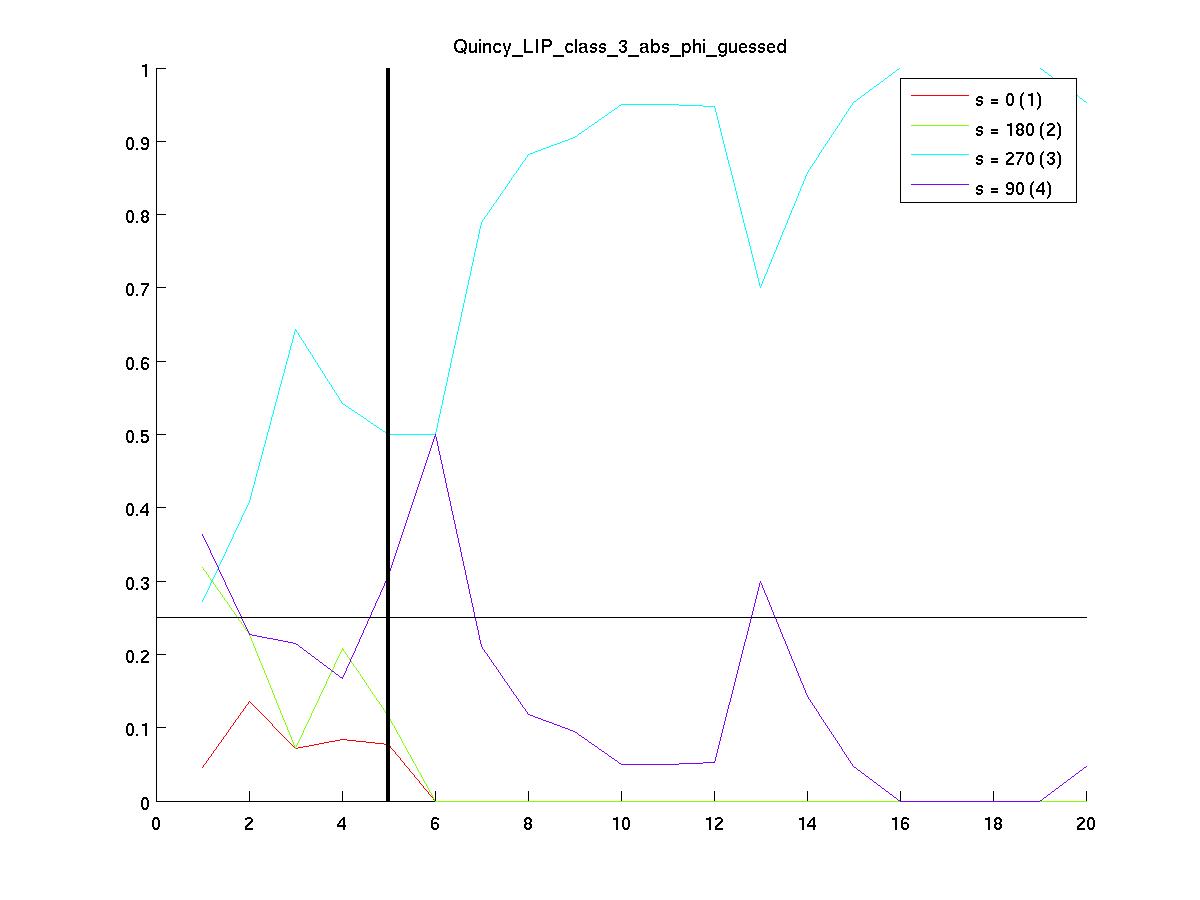 Quincy_LIP_class_3_abs_phi_guessed
1
0.9
0.8
0.7
0.6
0.5
0.4
0.3
0.2
0.1
0
s = 0 (1)
s = 180 (2)
s = 270 (3)
s = 90 (4)
0 2 4 6 8 10 12 14 16 18 20